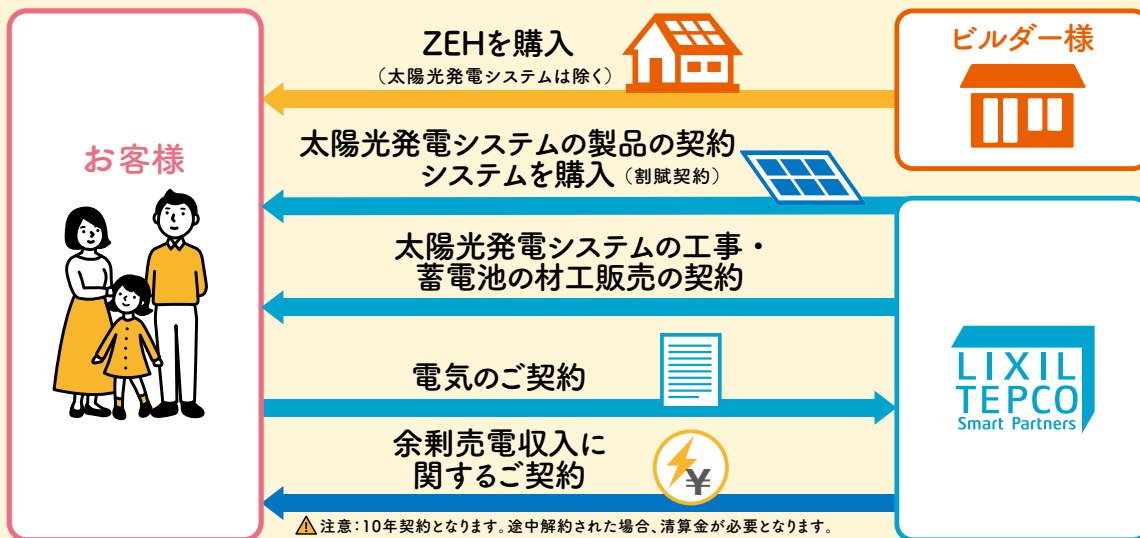 お客様
ZEHを購入
（太陽光発電システムは除く）
ビルダー様
太陽光発電システムの製品の契約
システムを購入（割賦契約）
太陽光発電システムの工事・
蓄電池の材工販売の契約
電気のご契約
LIXIL
TEPCO
Smart Partners
余剰売電収入に
関するご契約
¥
注意：10年契約となります。途中解約された場合、清算金が必要となります。